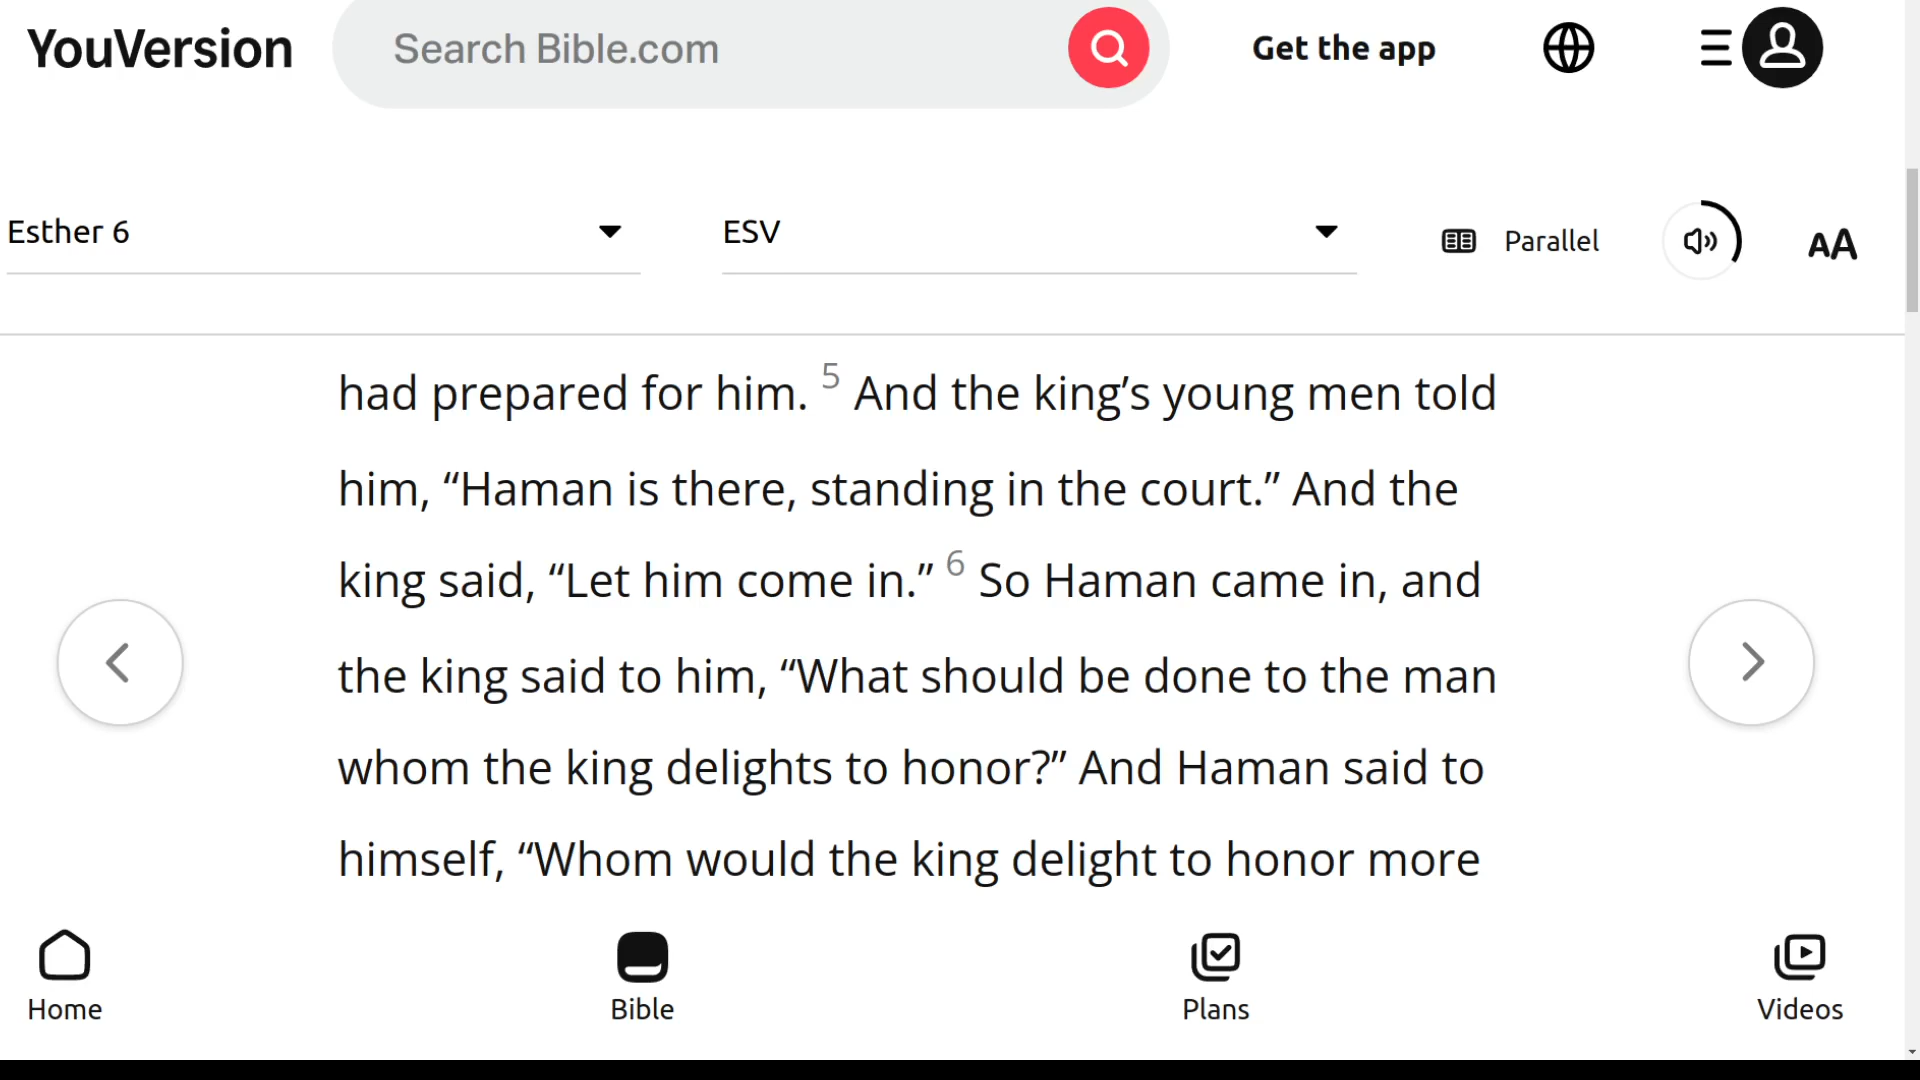 YouVersion
Search Bible.com
Get the app
Esther 6
ESV
Parallel
AA
had prepared for him. 5 And the king’s young men told
him, “Haman is there, standing in the court.” And the
king said, “Let him come in.” 6 So Haman came in, and
the king said to him, “What should be done to the man
whom the king delights to honor?” And Haman said to
himself, “Whom would the king delight to honor more
Home
Bible
Plans
Videos